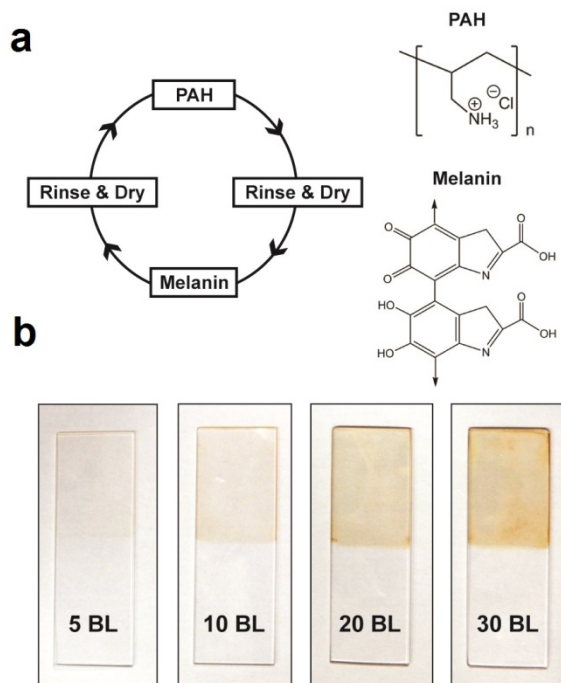 a
PAH
Rinse & Dry
Rinse & Dry
Melanin
PAH
⊕
⊖
Cl
NH3
n
Melanin
O
O
O
OH
N
HO
HO
O
OH
N
b
5 BL
10 BL
20 BL
30 BL